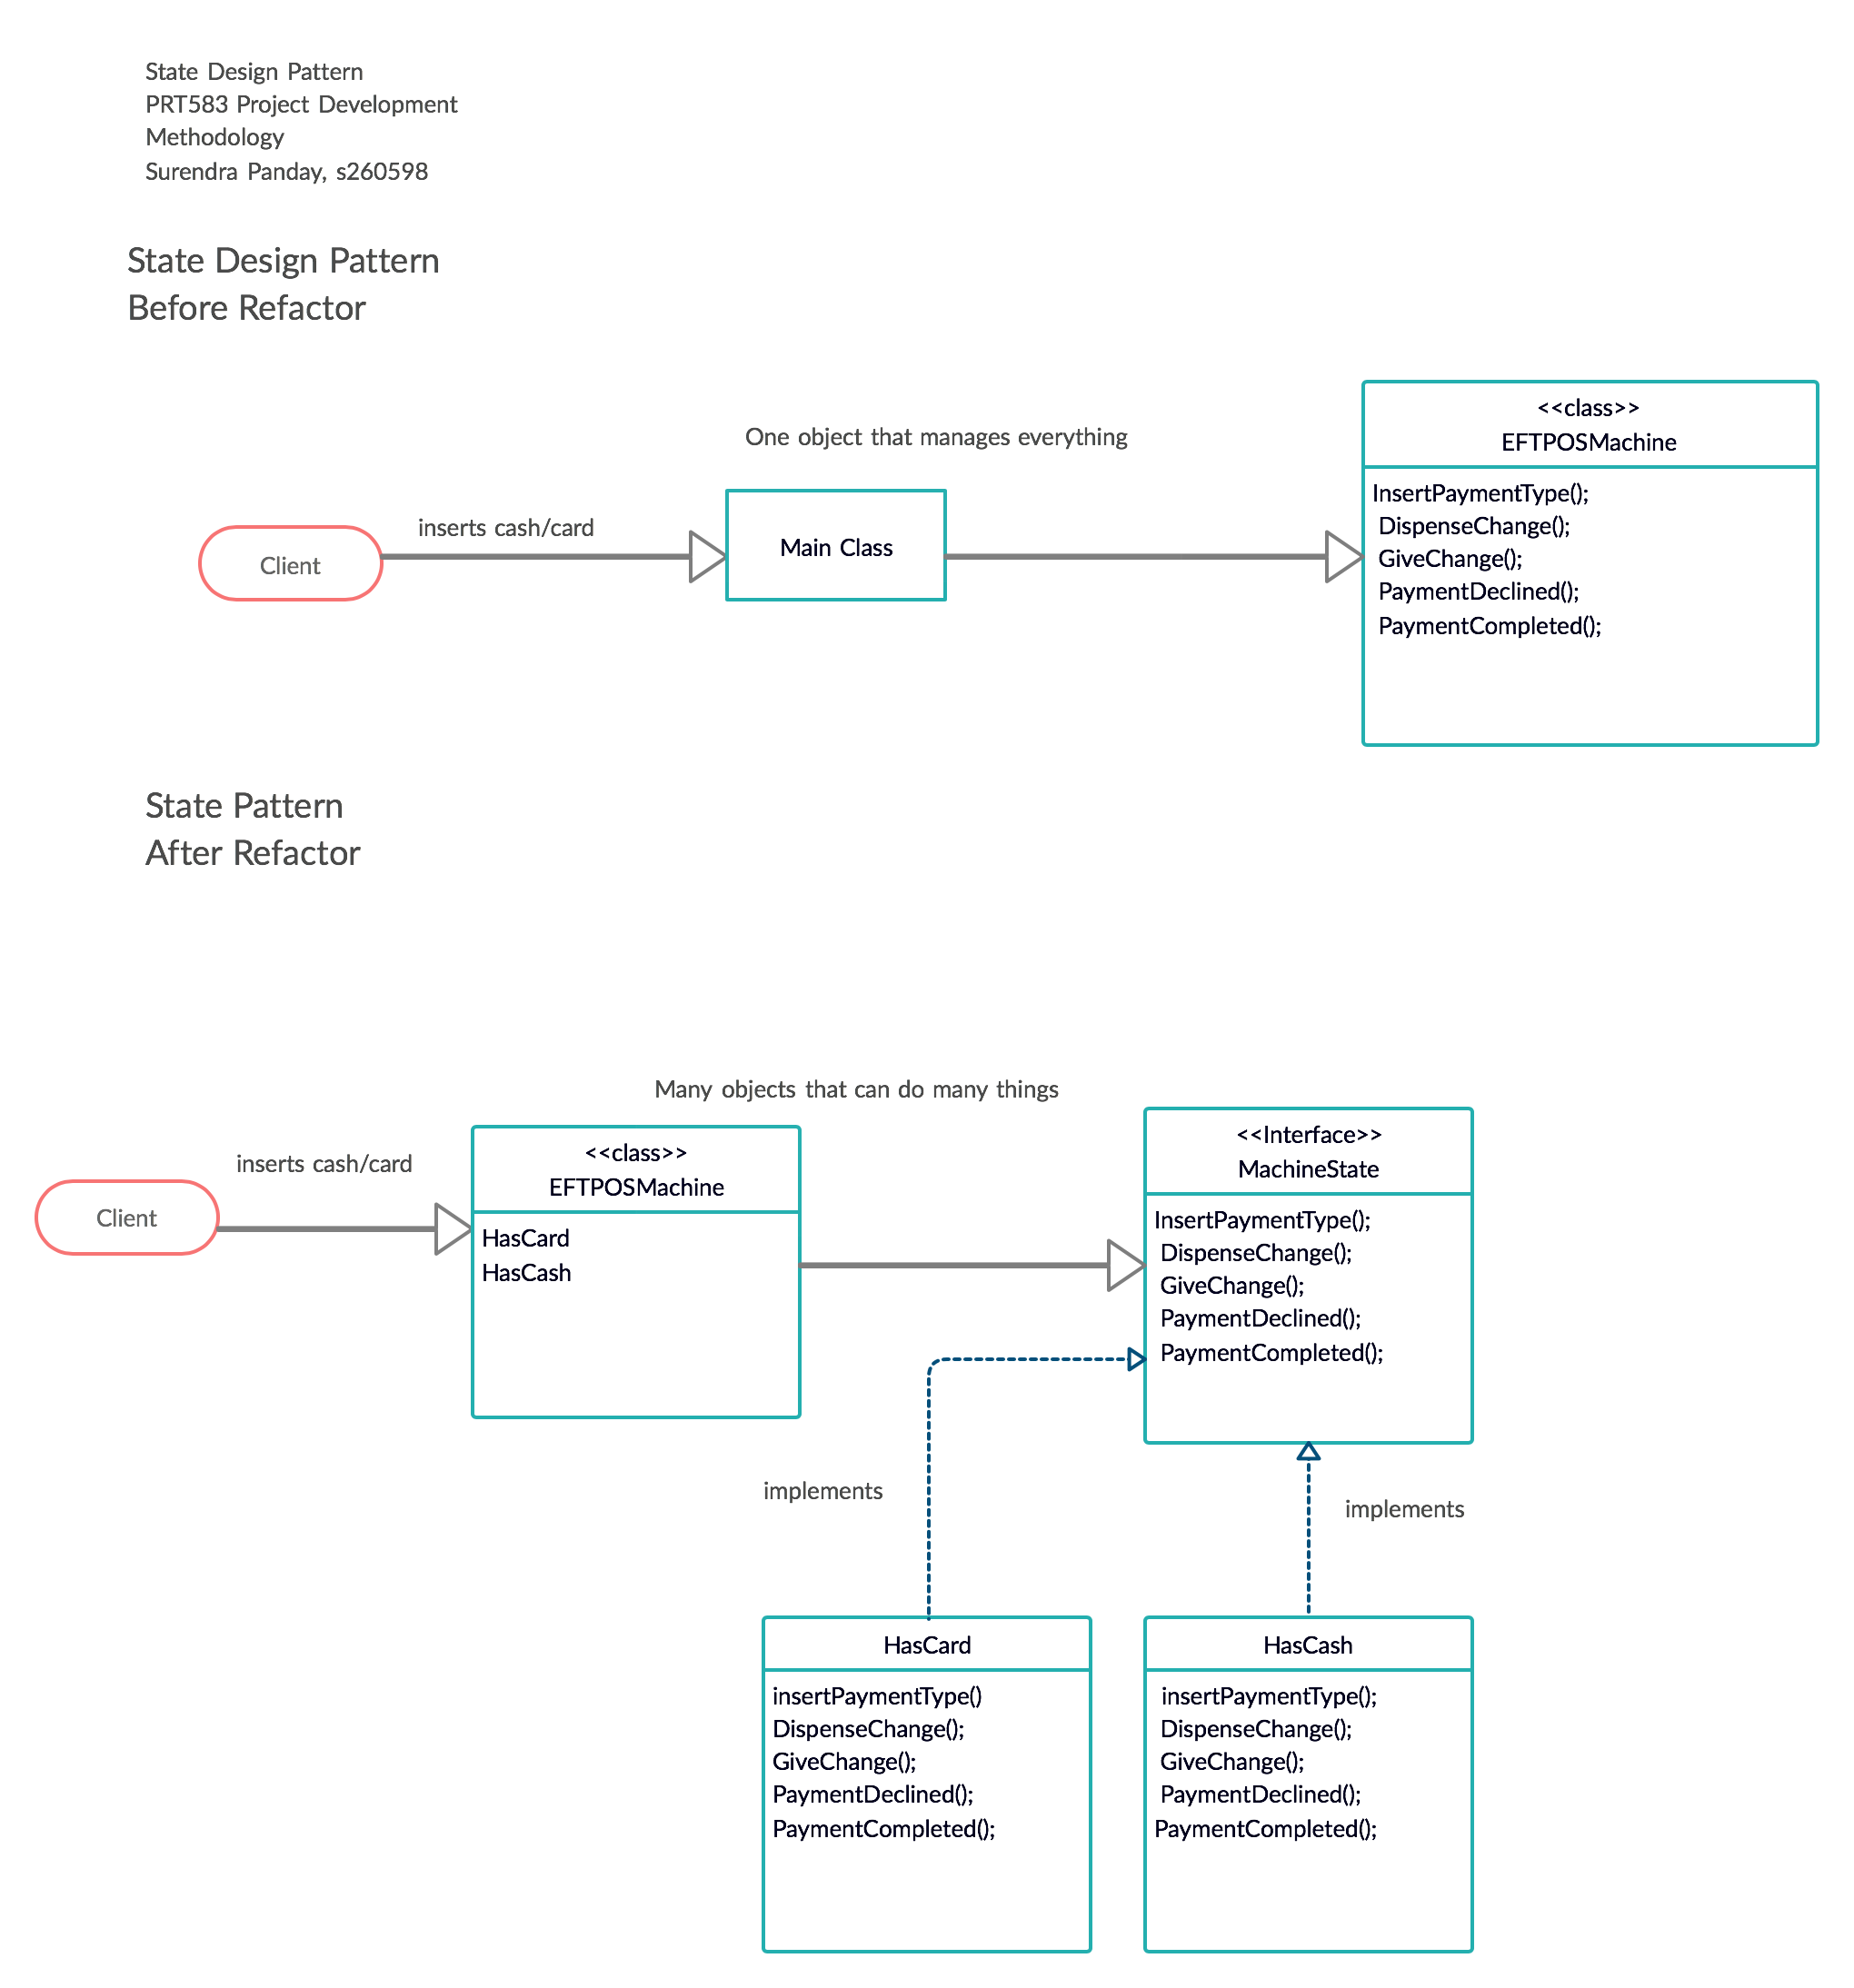 State Design Pattern
PRT583 Project Development
Methodology
Surendra Panday, s260598
State Design Pattern
Before Refactor
One object that manages everything
<<class>>
EFTPOSMachine
InsertPaymentType();
DispenseChange();
GiveChange();
PaymentDeclined();
PaymentCompleted();
inserts cash/card
Client
Main Class
State Pattern
After Refactor
Many objects that can do many things
inserts cash/card
Client
<<class>>
EFTPOSMachine
HasCard
HasCash
<<Interface>>
MachineState
InsertPaymentType();
DispenseChange();
GiveChange();
PaymentDeclined();
PaymentCompleted();
implements
implements
HasCard
insertPaymentType()
DispenseChange();
GiveChange();
PaymentDeclined();
PaymentCompleted();
HasCash
insertPaymentType();
DispenseChange();
GiveChange();
PaymentDeclined();
PaymentCompleted();